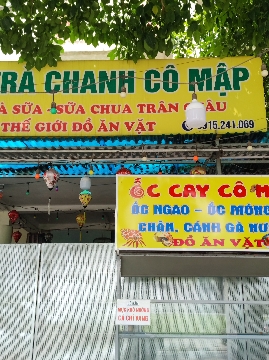 TRÀ CHANH CÔ MẬP
SỮA - SỮA CHUA TRÂN CHÂU
THẾ GIỚI ĐỒ ĂN VẶT
0915.241.069
ỐC CAY CÔ M
ỐC NGAO - ỐC MÓNG
CHÂN, CÁNH GÀ NƯ
ĐỒ ĂN VẶT